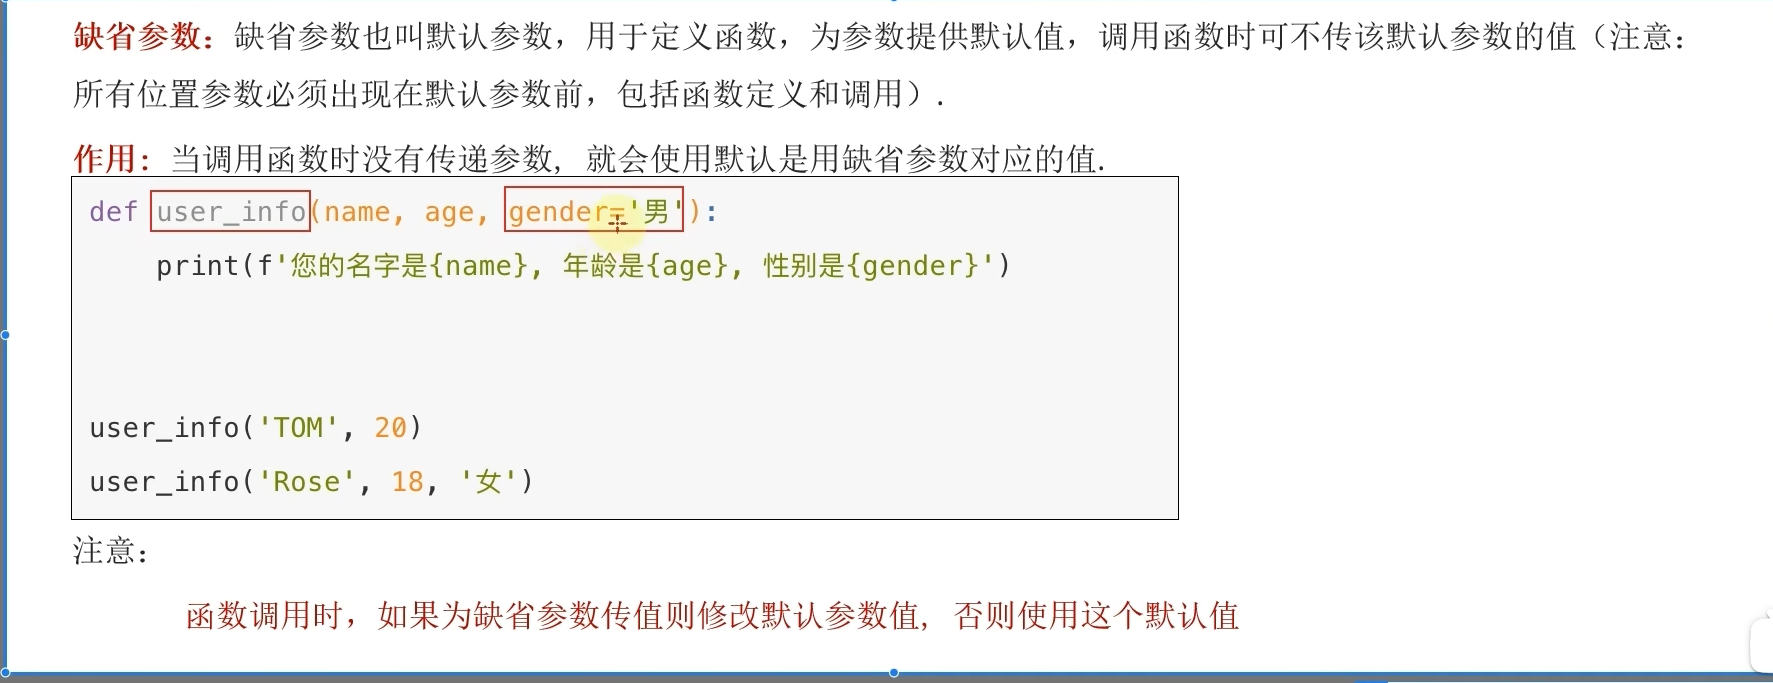 缺省参数：缺省参数也叫默认参数，用于定义函数，为参数提供默认值，调用函数时可不传该默认参数的值（注意：
所有位置参数必须出现在默认参数前，包括函数定义和调用）.
作用：当调用函数时没有传递参数，就会使用默认是用缺省参数对应的值.
def user_info(name, age, gender='男'):
    print(f'您的名字是{name}, 年龄是{age}, 性别是{gender}')
user_info('TOM', 20)
user_info('Rose', 18, '女')
注意：
函数调用时，如果为缺省参数传值则修改默认参数值，否则使用这个默认值